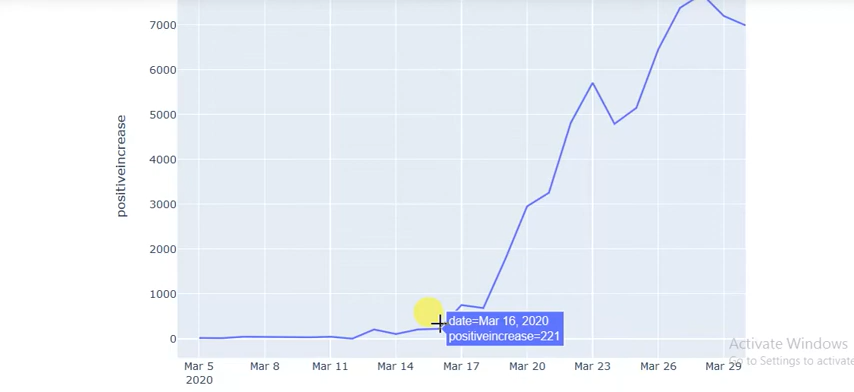 7000
6000
5000
4000
3000
2000
1000
0
positiveincrease
date=Mar 16, 2020
positiveincrease=221
Mar 5 Mar 8 Mar 11 Mar 14 Mar 17 Mar 20 Mar 23 Mar 26 Mar 29
2020
Activate Windows
Go to Settings to activate